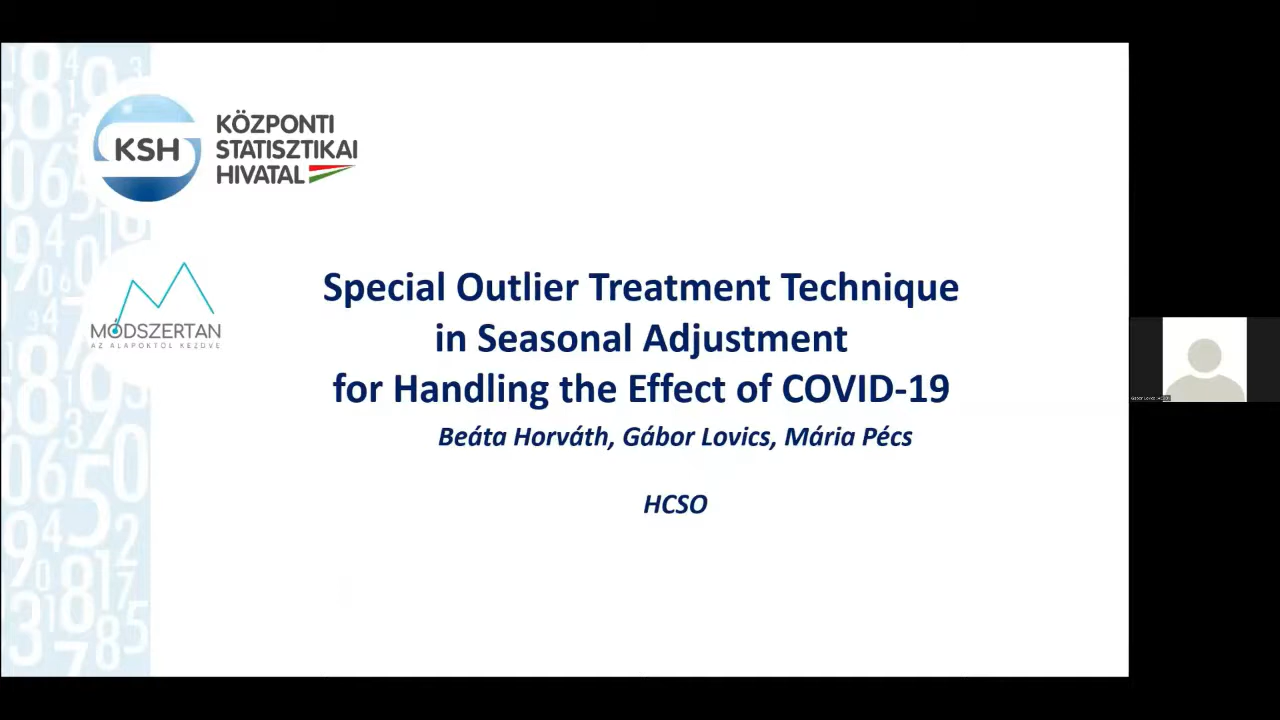 KSH
KÖZPONTI
STATISZTIKAI
HIVATAL
MÓDSZERTAN
AZ ALAPOKTÓL KEZDVE
Special Outlier Treatment Technique
in Seasonal Adjustment
for Handling the Effect of COVID-19
Beáta Horváth, Gábor Lovics, Mária Pécs
HCSO